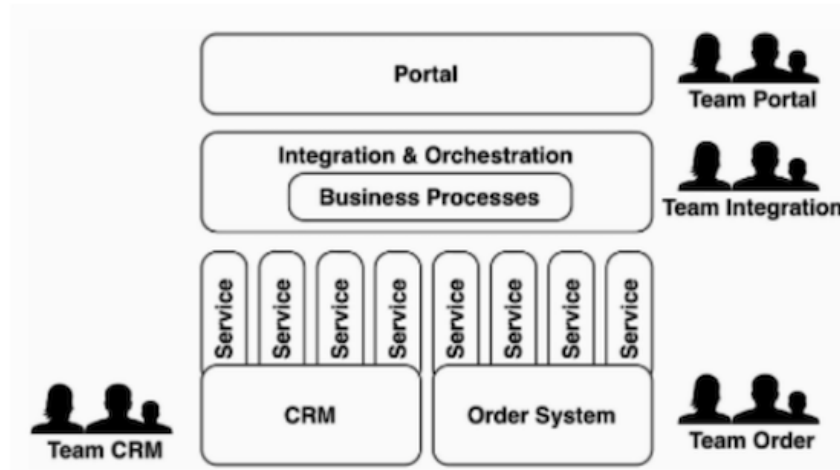 Portal
Team Portal
Integration & Orchestration
Business Processes
Team Integration
Service
Service
Service
Service
Service
Service
Service
Service
CRM
Order System
Team CRM
Team Order